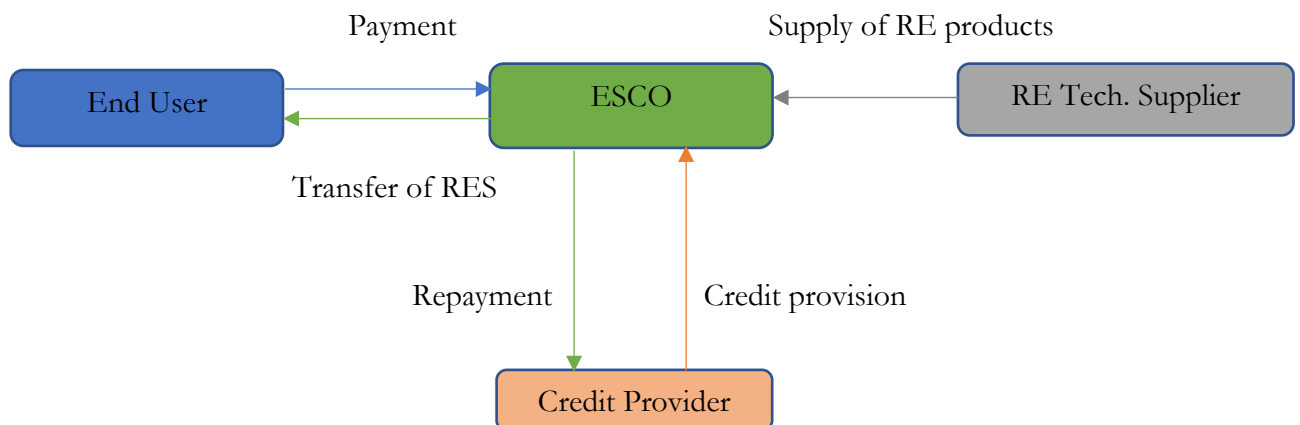 Payment
Supply of RE products
End User
ESCO
RE Tech. Supplier
Transfer of RES
Repayment
Credit provision
Credit Provider